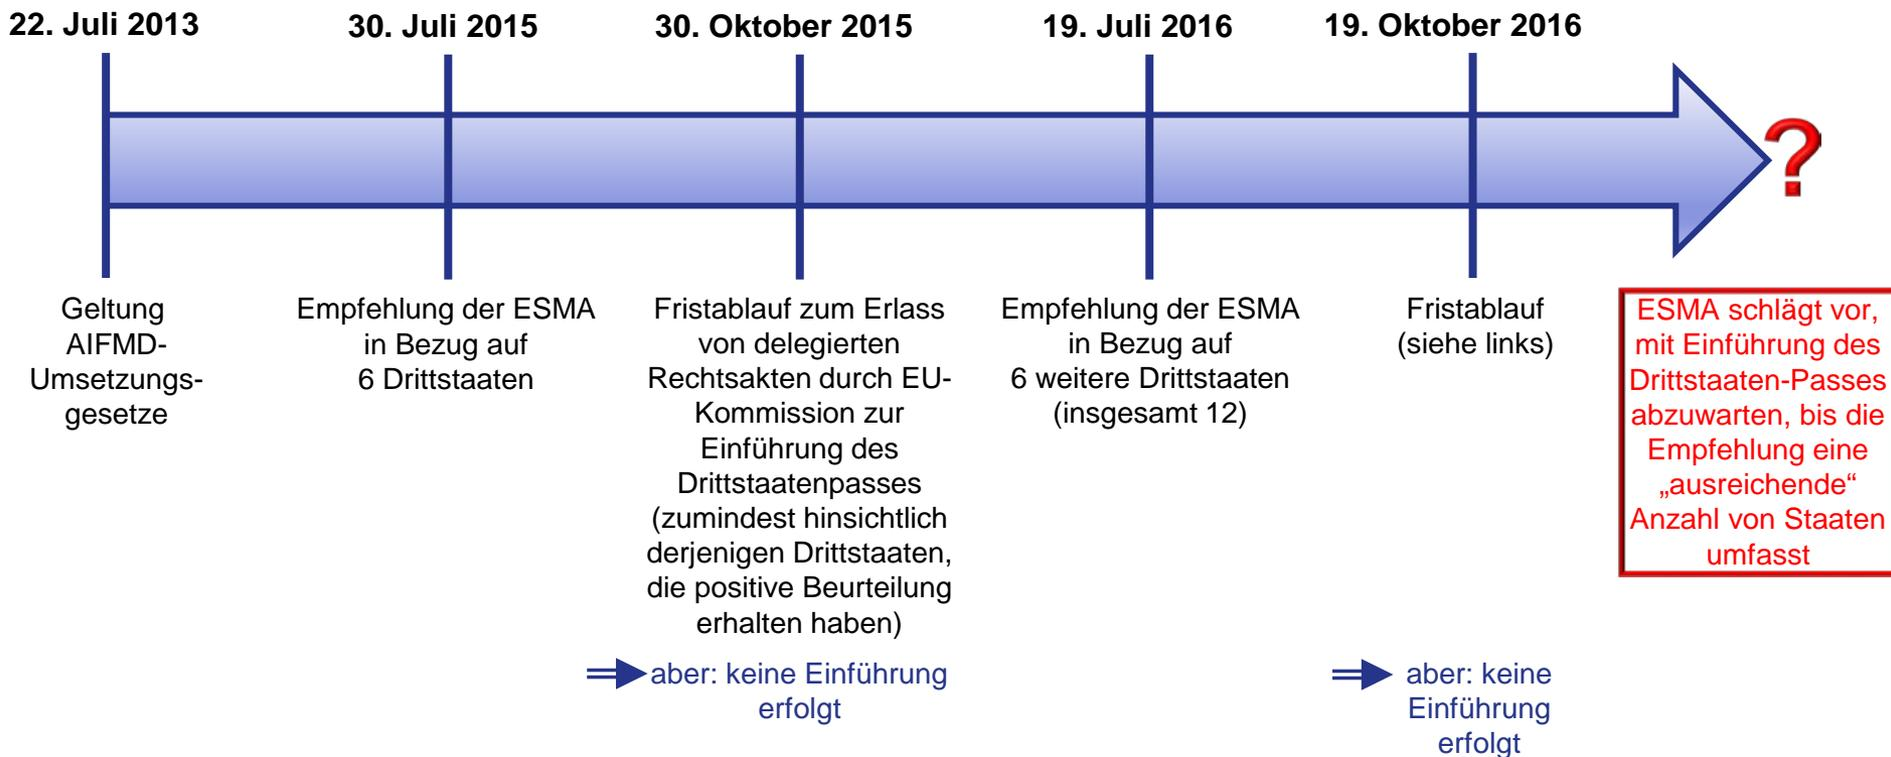 22. Juli 2013
30. Juli 2015
30. Oktober 2015
19. Juli 2016
19. Oktober 2016
?
Geltung
AIFMD-
Umsetzungs-
gesetze
Empfehlung der ESMA
in Bezug auf
6 Drittstaaten
Fristablauf zum Erlass
von delegierten
Rechtsakten durch EU-
Kommission zur
Einführung des
Drittstaatenpasses
(zumindest hinsichtlich
derjenigen Drittstaaten,
die positive Beurteilung
erhalten haben)
aber: keine Einführung
erfolgt
Empfehlung der ESMA
in Bezug auf
6 weitere Drittstaaten
(insgesamt 12)
Fristablauf
(siehe links)
aber: keine
Einführung
erfolgt
ESMA schlägt vor,
mit Einführung des
Drittstaaten-Passes
abzuwarten, bis die
Empfehlung eine
„ausreichende“
Anzahl von Staaten
umfasst